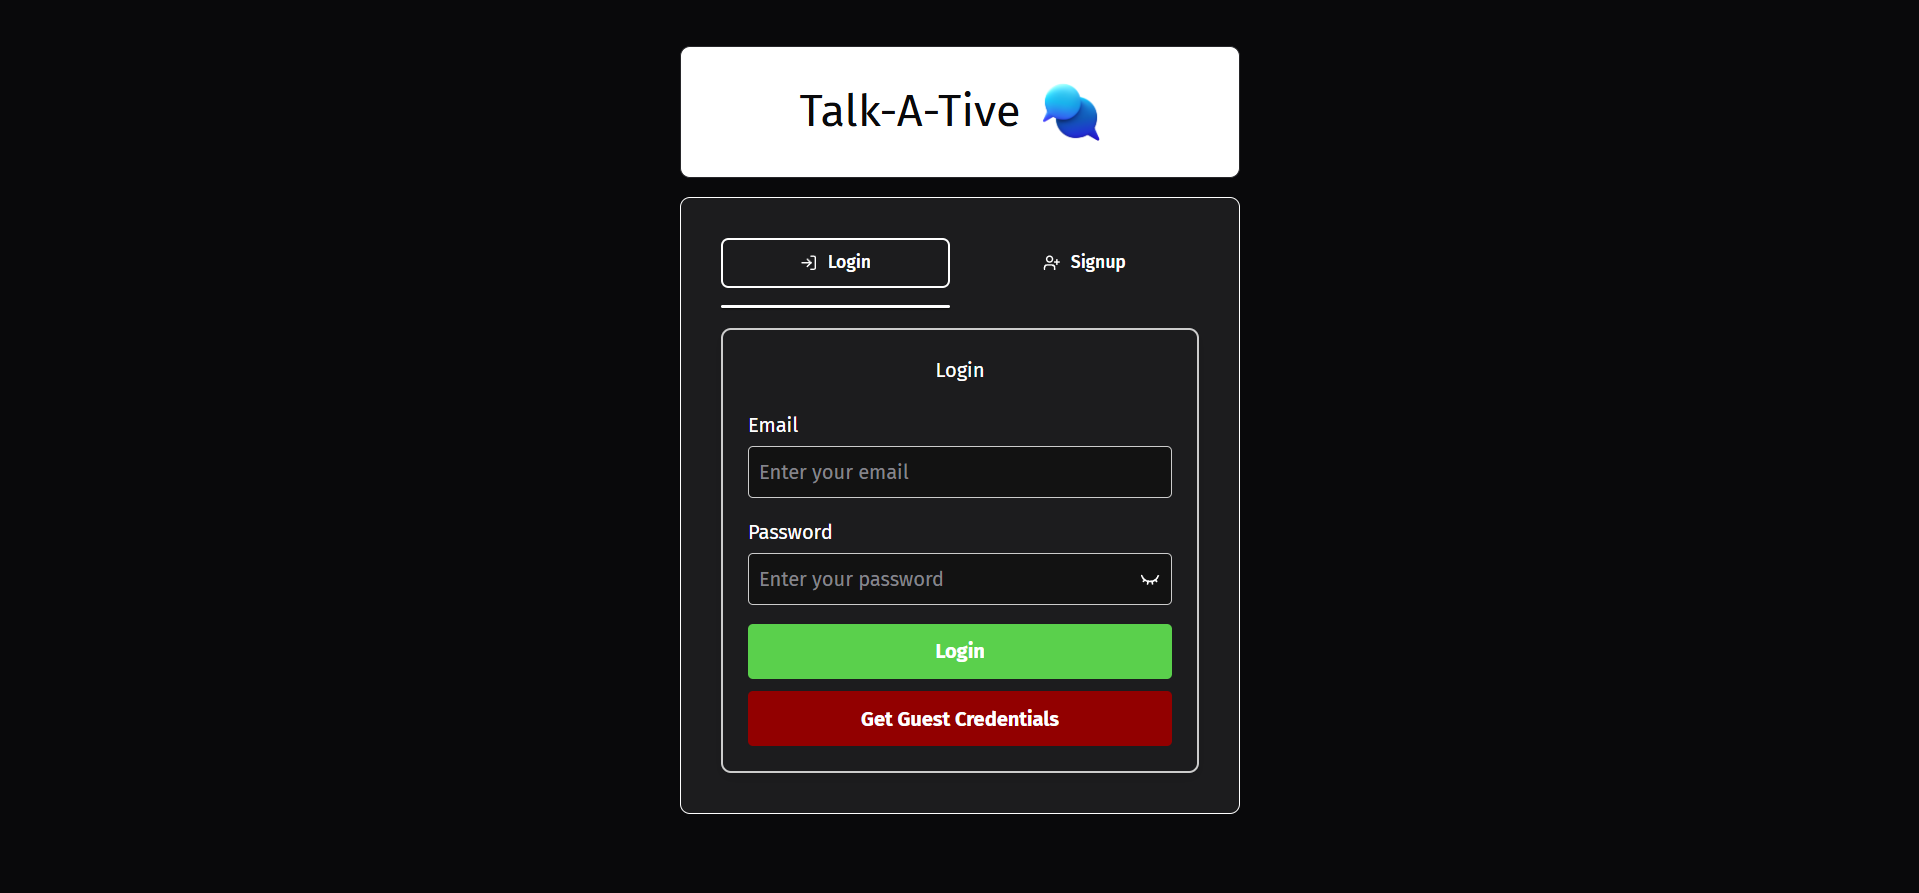 Talk-A-Tive
Login
Signup
Login
Email
Enter your email
Password
Enter your password
Login
Get Guest Credentials